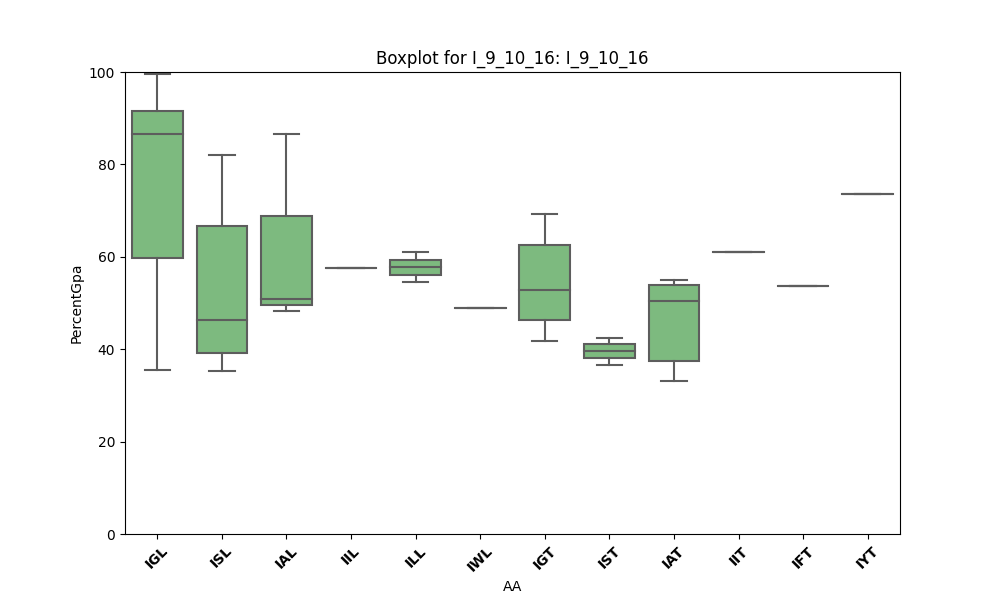 Boxplot for I_9_10_16: I_9_10_16
PercentGpa
100
80
60
40
20
0
IGL ISL IAL IIL ILL IWL IGT IST IAT IIT IFT IYT
AA